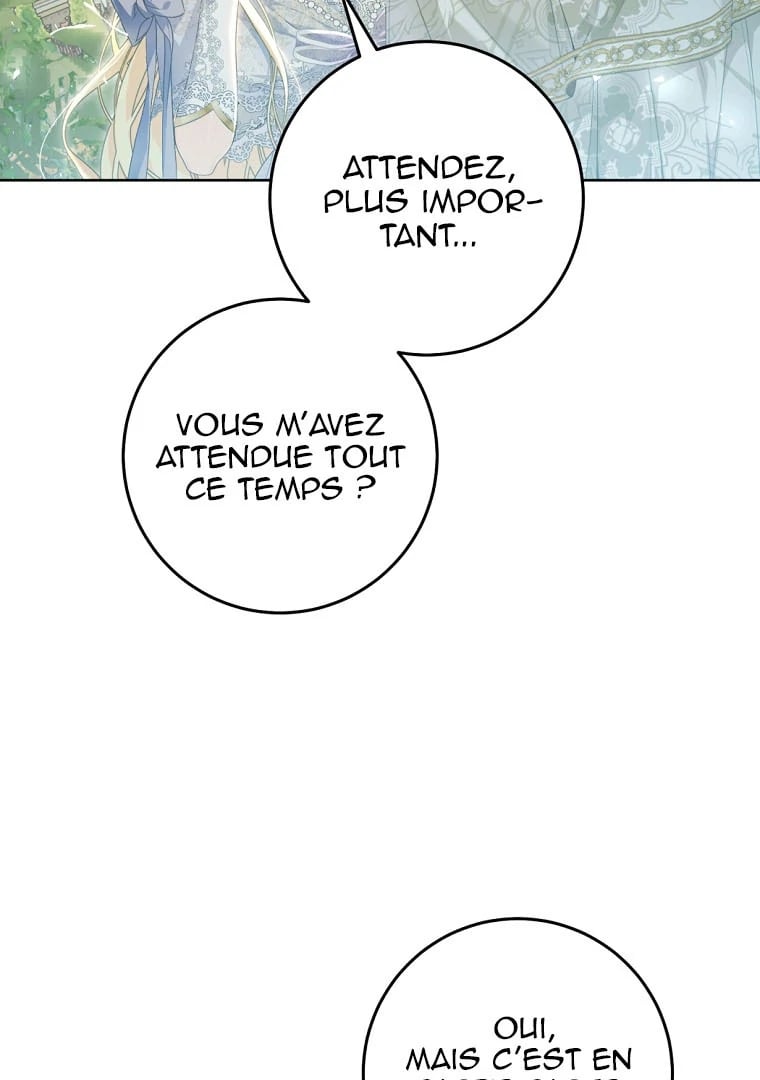 ATTENDEZ,
PLUS IMPOR-
TANT...
VOUS M'AVEZ
ATTENDUE TOUT
CE TEMPS ?
OUI,
MAIS C'EST EN